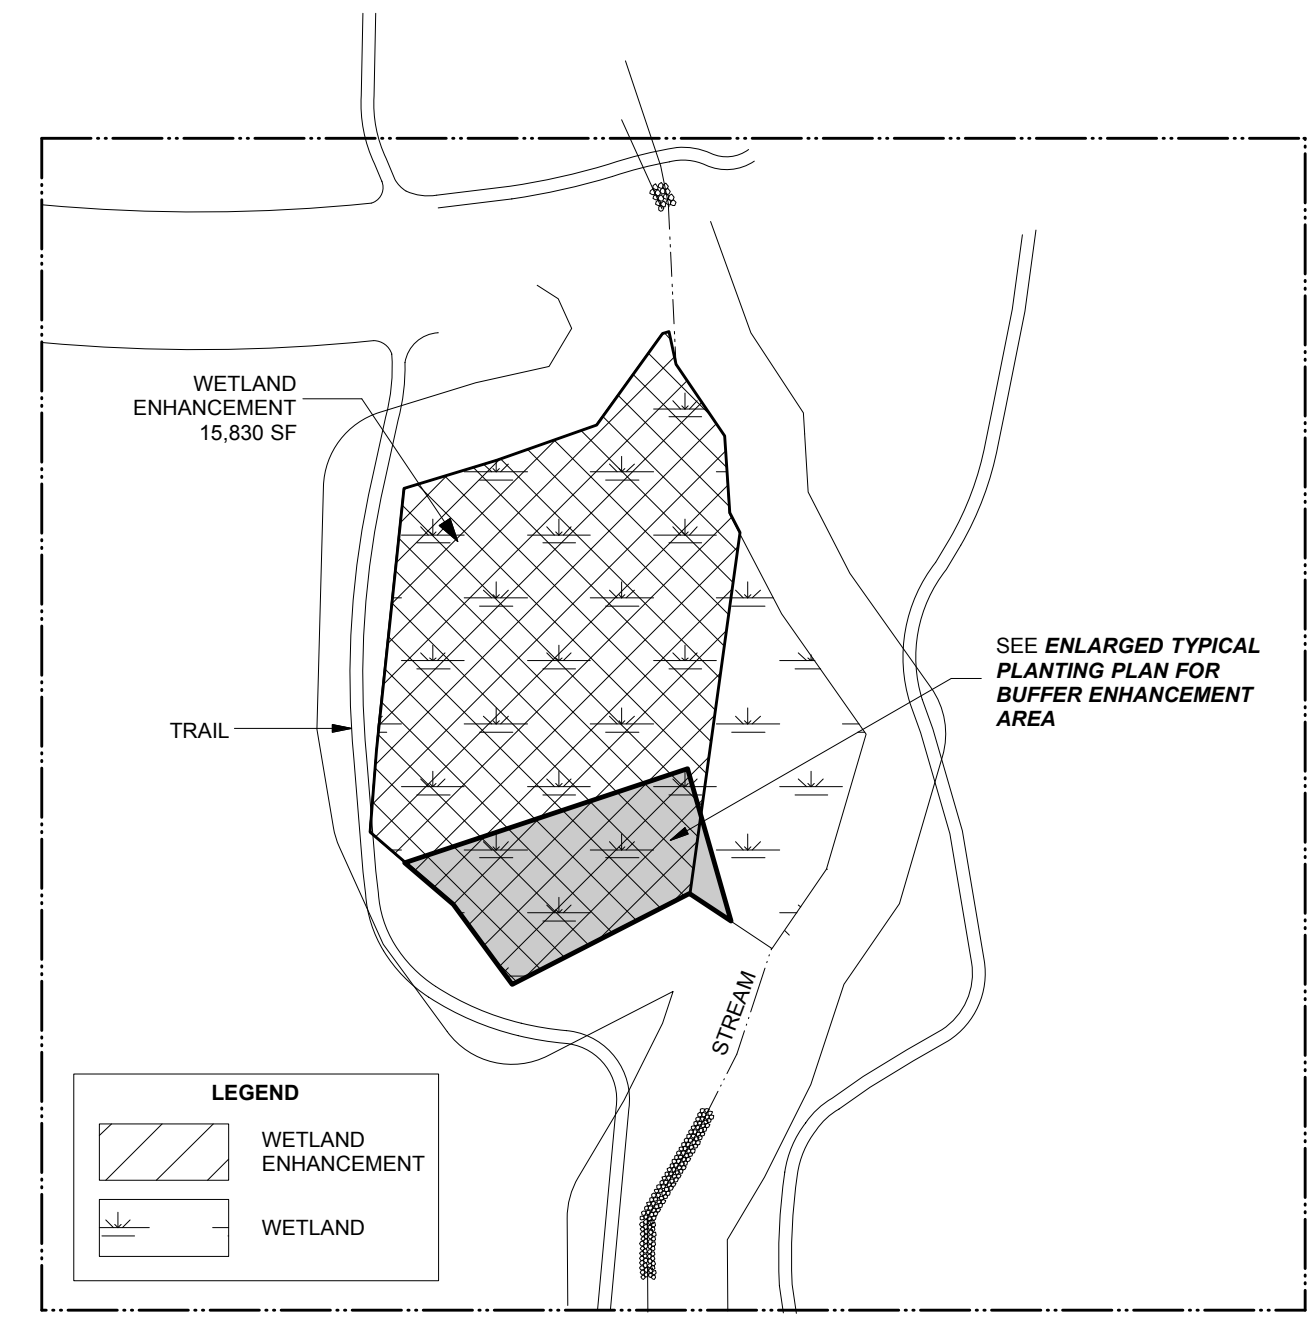 WETLAND
ENHANCEMENT
15,830 SF
SEE ENLARGED TYPICAL
PLANTING PLAN FOR
BUFFER ENHANCEMENT
AREA
TRAIL
STREAM
LEGEND
WETLAND
ENHANCEMENT
WETLAND